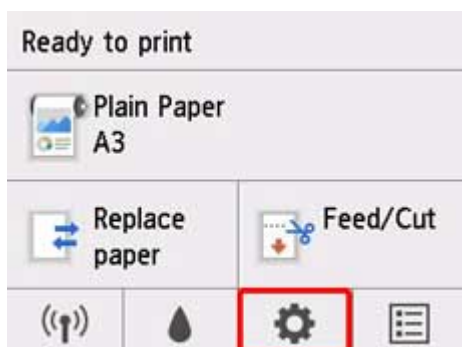 Ready to print
Plain Paper
A3
Replace
paper
Feed/Cut